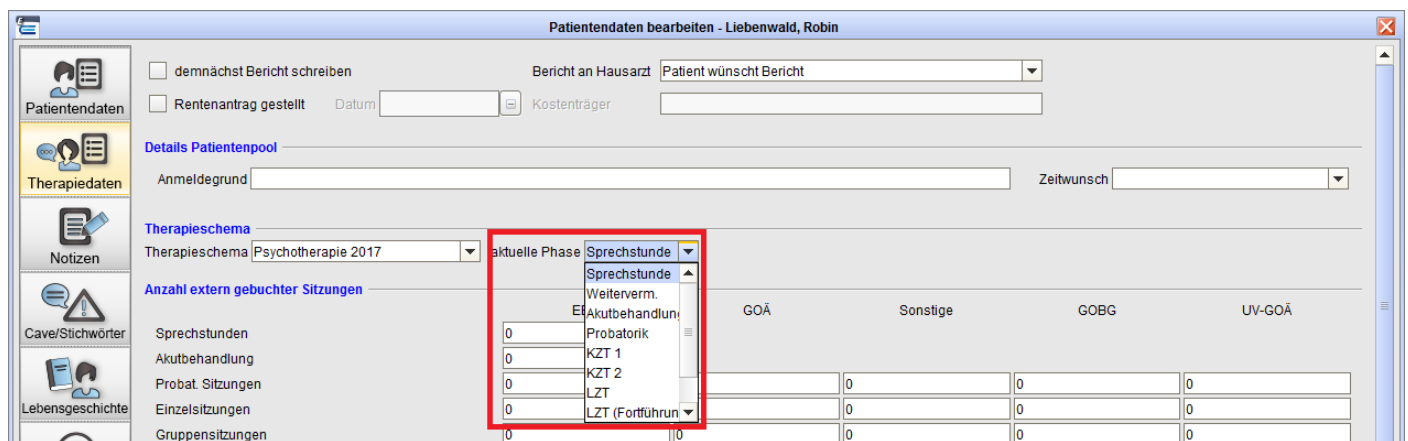 Patientendaten bearbeiten - Liebenwald, Robin
Patientendaten
Therapiedaten
Notizen
Cave/Stichwörter
Lebensgeschichte
demnächst Bericht schreiben
Bericht an Hausarzt Patient wünscht Bericht
Rentenantrag gestellt Datum Kostenträger
Details Patientenpool
Anmeldegrund Zeitwunsch
Therapieschema
Therapieschema Psychotherapie 2017 aktuelle Phase Sprechstunde
Sprechstunde
Weiterverm.
Akutbehandlung
Probatorik
KZT 1
KZT 2
LZT
LZT (Fortführun
Anzahl extern gebuchter Sitzungen
GOÄ Sonstige GOBG UV-GOÄ
Sprechstunden 0
Akutbehandlung 0
Probat. Sitzungen 0 0 0 0
Einzelsitzungen 0 0 0 0
Gruppensitzungen 0 0 0 0 0